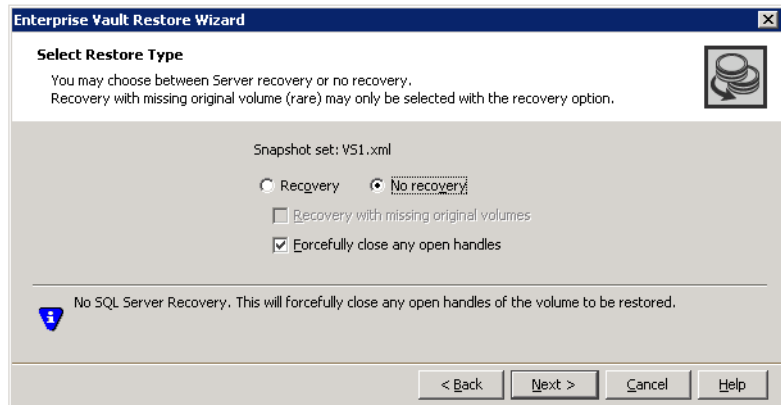 Enterprise Vault Restore Wizard
Select Restore Type
You may choose between Server recovery or no recovery.
Recovery with missing original volume (rare) may only be selected with the recovery option.
Snapshot set: VS1.xml
Recovery No recovery
Recovery with missing original volumes
Forcefully close any open handles
No SQL Server Recovery. This will forcefully close any open handles of the volume to be restored.
< Back Next > Cancel Help